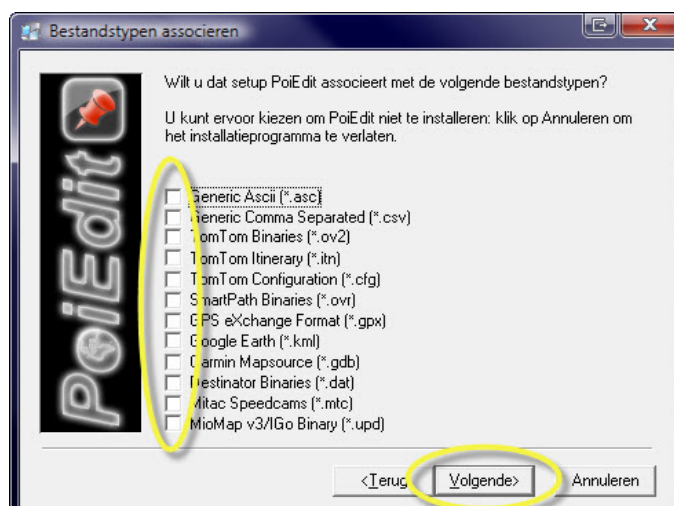 Bestandstypen associeren
PoiEdit
Wilt u dat setup PoiEdit associeert met de volgende bestandstypen?
U kunt ervoor kiezen om PoiEdit niet te installeren: klik op Annuleren om
het installatieprogramma te verlaten.
Generic Ascii (*.asc)
Generic Comma Separated (*.csv)
TomTom Binaries (*.ov2)
TomTom Itinerary (*.itn)
TomTom Configuration (*.cfg)
SmartPath Binaries (*.ovr)
GPS eXchange Format (*.gpx)
Google Earth (*.kml)
Garmin Mapsource (*.gdb)
Destinator Binaries (*.dat)
Mitac Speedcams (*.mtc)
MioMap v3/IGo Binary (*.upd)
<Terug
Volgende>
Annuleren